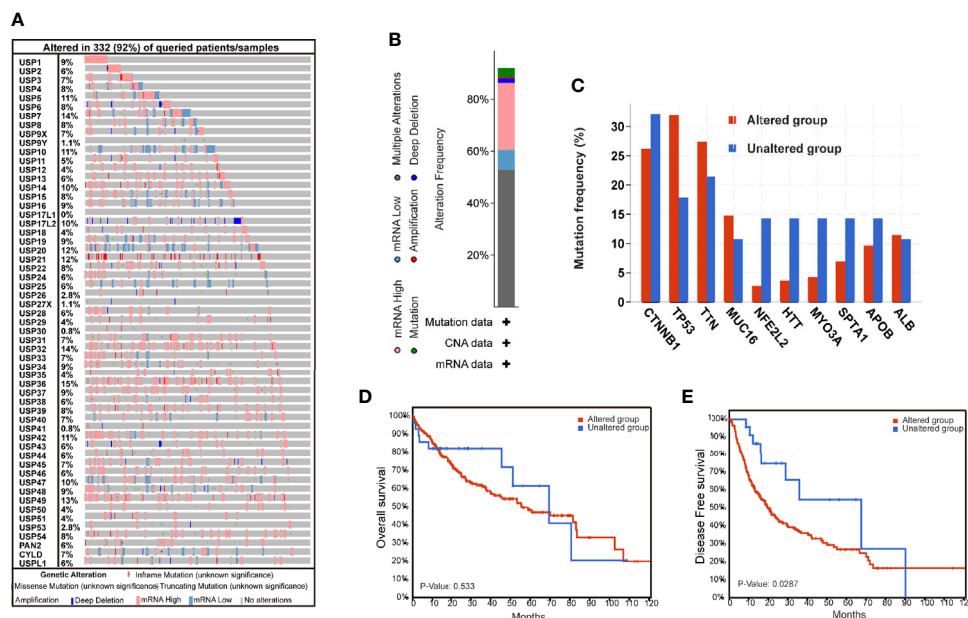 A
Altered in 332 (92%) of queried patients/samples
USP1 9%
USP2 6%
USP3 7%
USP4 8%
USP5 11%
USP6 8%
USP7 14%
USP8 8%
USP9X 7%
USP9Y 1.1%
USP10 11%
USP11 5%
USP12 4%
USP13 6%
USP14 10%
USP15 8%
USP16 9%
USP17L1 0%
USP17L2 10%
USP18 4%
USP19 9%
USP20 12%
USP21 12%
USP22 8%
USP24 6%
USP25 6%
USP26 2.8%
USP27X 1.1%
USP28 6%
USP29 4%
USP30 0.8%
USP31 7%
USP32 14%
USP33 7%
USP34 9%
USP35 4%
USP36 15%
USP37 9%
USP38 6%
USP39 8%
USP40 7%
USP41 0.8%
USP42 11%
USP43 6%
USP44 6%
USP45 7%
USP46 6%
USP47 10%
USP48 9%
USP49 13%
USP50 4%
USP51 4%
USP53 2.8%
USP54 8%
PAN2 6%
CYLD 7%
USPL1 6%
Genetic Alteration Inframe Mutation (unknown significance)
Missense Mutation (unknown significance) Truncating Mutation (unknown significance)
Amplification Deep Deletion mRNA High mRNA Low No alterations
B
Multiple Alterations
Deep Deletion
mRNA Low
Amplification
mRNA High
Mutation
Alteration Frequency
80%
60%
40%
20%
Mutation data +
CNA data +
mRNA data +
C
Altered group
Unaltered group
Mutation frequency (%)
30
25
20
15
10
5
0
CTNNB1
TP53
TTN
MUC16
NFE2L2
HTT
MYO3A
SPTA1
APOB
ALB
D
Altered group
Unaltered group
Overall survival
100%
90%
80%
70%
60%
50%
40%
30%
20%
10%
0%
P-Value: 0.533
0 10 20 30 40 50 60 70 80 90 100 110 120
Months
E
Altered group
Unaltered group
Disease Free survival
100%
90%
80%
70%
60%
50%
40%
30%
20%
10%
0%
P-Value: 0.0287
0 10 20 30 40 50 60 70 80 90 100 110 120
Months